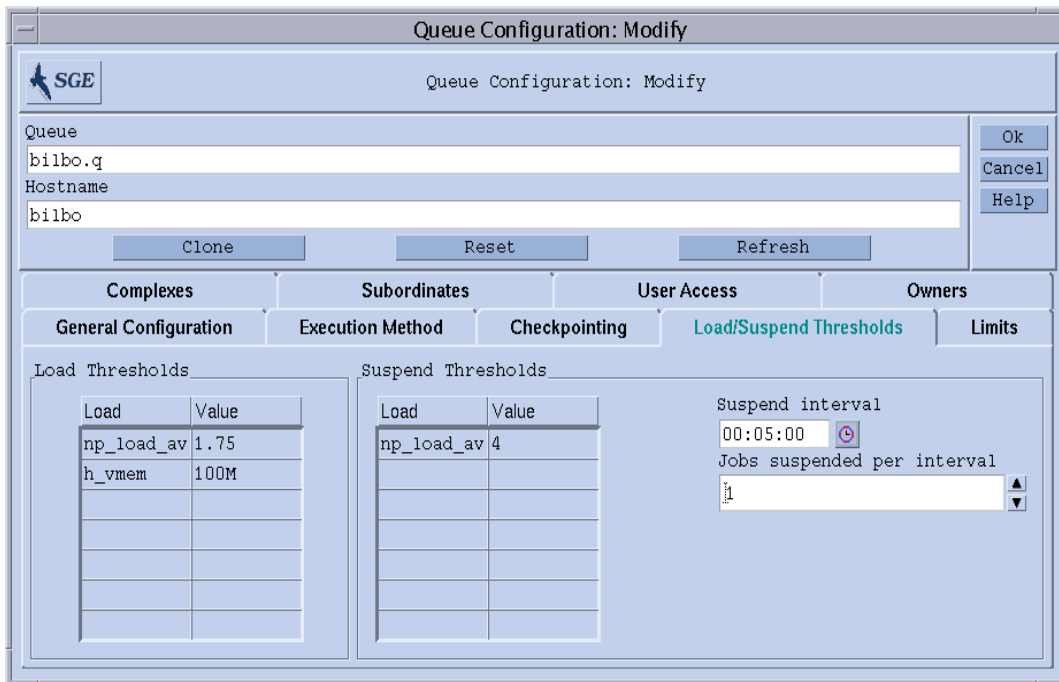 Queue Configuration: Modify
SGE
Queue Configuration: Modify
Queue
bilbo.q
Hostname
bilbo
Ok
Cancel
Help
Clone Reset Refresh
Complexes Subordinates User Access Owners
General Configuration Execution Method Checkpointing Load/Suspend Thresholds Limits
Load Thresholds
Load Value
np_load_av 1.75
h_vmem 100M
Suspend Thresholds
Load Value
np_load_av 4
Suspend interval
00:05:00
Jobs suspended per interval
1